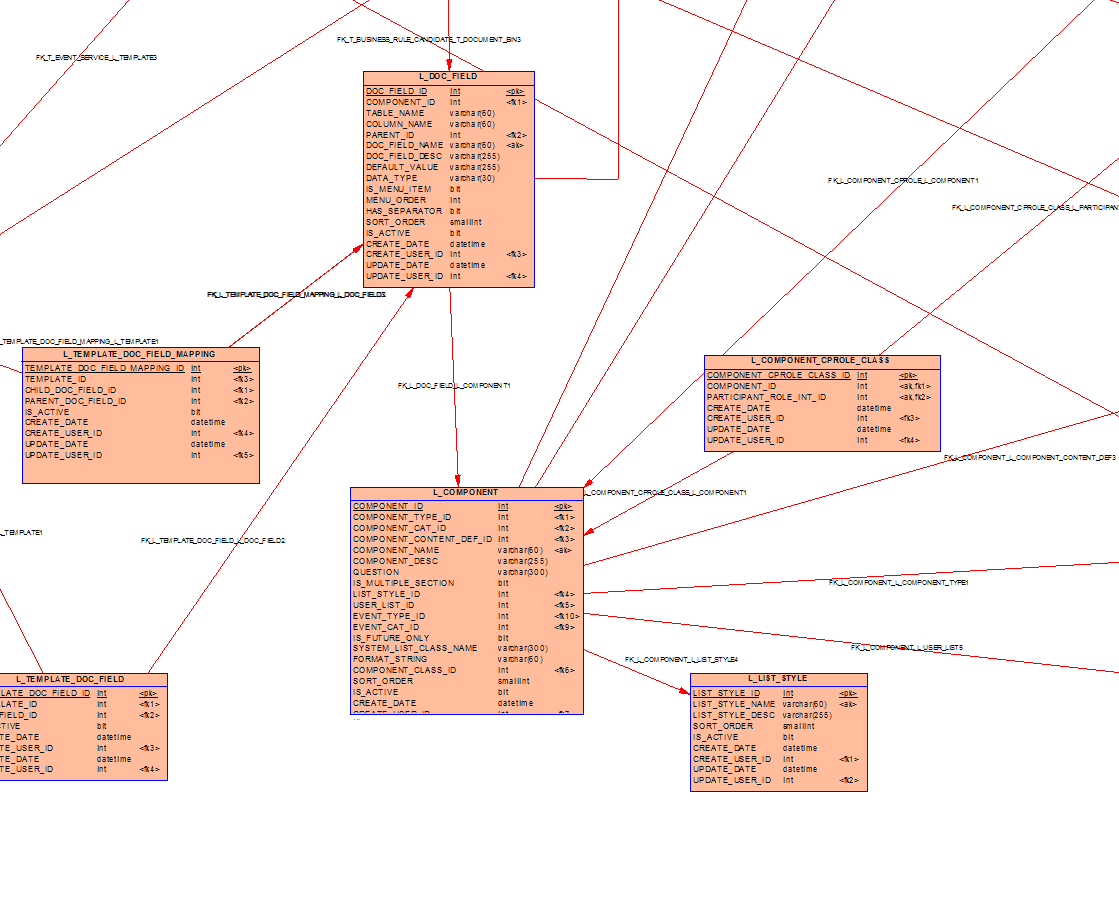 FK_T_BUSINESS_RULE_CANDIDATE_T_DOCUMENT_BIN3
FK_T_EVENT_SERVICE_L_TEMPLATE3
L_DOC_FIELD
DOC_FIELD_ID int <pk>
COMPONENT_ID int <fk1>
TABLE_NAME varchar(60)
COLUMN_NAME varchar(60)
PARENT_ID int <fk2>
DOC_FIELD_NAME varchar(60) <ak>
DOC_FIELD_DESC varchar(255)
DEFAULT_VALUE varchar(255)
DATA_TYPE varchar(30)
IS_MENU_ITEM bit
MENU_ORDER int
HAS_SEPARATOR bit
SORT_ORDER smallint
IS_ACTIVE bit
CREATE_DATE datetime
CREATE_USER_ID int <fk3>
UPDATE_DATE datetime
UPDATE_USER_ID int <fk4>
FK_L_COMPONENT_CPROLE_L_COMPONENT1
FK_L_COMPONENT_CPROLE_CLASS_L_PARTICIPAN
FK_L_TEMPLATE_DOC_FIELD_MAPPING_L_DOC_FIELD2
_TEMPLATE_DOC_FIELD_MAPPING_L_TEMPLATE1
L_TEMPLATE_DOC_FIELD_MAPPING
TEMPLATE_DOC_FIELD_MAPPING_ID int <pk>
TEMPLATE_ID int <fk3>
CHILD_DOC_FIELD_ID int <fk1>
PARENT_DOC_FIELD_ID int <fk2>
IS_ACTIVE bit
CREATE_DATE datetime
CREATE_USER_ID int <fk4>
UPDATE_DATE datetime
UPDATE_USER_ID int <fk5>
FK_L_DOC_FIELD_L_COMPONENT1
L_COMPONENT_CPROLE_CLASS
COMPONENT_CPROLE_CLASS_ID int <pk>
COMPONENT_ID int <ak,fk1>
PARTICIPANT_ROLE_INT_ID int <ak,fk2>
CREATE_DATE datetime
CREATE_USER_ID int <fk3>
UPDATE_DATE datetime
UPDATE_USER_ID int <fk4>
FK_L_COMPONENT_L_COMPONENT_CONTENT_DEF3
_COMPONENT_CPROLE_CLASS_L_COMPONENT1
L_COMPONENT
COMPONENT_ID int <pk>
COMPONENT_TYPE_ID int <fk1>
COMPONENT_CAT_ID int <fk2>
COMPONENT_CONTENT_DEF_ID int <fk3>
COMPONENT_NAME varchar(60) <ak>
COMPONENT_DESC varchar(255)
QUESTION varchar(300)
IS_MULTIPLE_SECTION bit
LIST_STYLE_ID int <fk4>
USER_LIST_ID int <fk5>
EVENT_TYPE_ID int <fk10>
EVENT_CAT_ID int <fk9>
IS_FUTURE_ONLY bit
SYSTEM_LIST_CLASS_NAME varchar(300)
FORMAT_STRING varchar(60)
COMPONENT_CLASS_ID int <fk6>
SORT_ORDER smallint
IS_ACTIVE bit
CREATE_DATE datetime
CREATE_USER_ID int <fk7>
...
_TEMPLATE1
FK_L_TEMPLATE_DOC_FIELD_L_DOC_FIELD2
FK_L_COMPONENT_L_COMPONENT_TYPE1
FK_L_COMPONENT_L_USER_LIST5
FK_L_COMPONENT_L_LIST_STYLE4
L_TEMPLATE_DOC_FIELD
LATE_DOC_FIELD_ID int <pk>
LATE_ID int <fk1>
FIELD_ID int <fk2>
TIVE bit
TE_DATE datetime
TE_USER_ID int <fk3>
TE_DATE datetime
TE_USER_ID int <fk4>
L_LIST_STYLE
LIST_STYLE_ID int <pk>
LIST_STYLE_NAME varchar(60) <ak>
LIST_STYLE_DESC varchar(255)
SORT_ORDER smallint
IS_ACTIVE bit
CREATE_DATE datetime
CREATE_USER_ID int <fk1>
UPDATE_DATE datetime
UPDATE_USER_ID int <fk2>